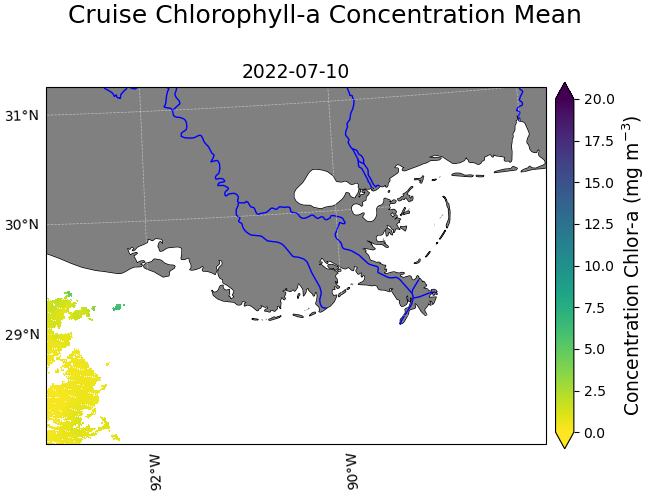 Cruise Chlorophyll-a Concentration Mean
2022-07-10
31°N
30°N
29°N
92°W
90°W
20.0
17.5
15.0
12.5
10.0
7.5
5.0
2.5
0.0
Concentration Chlor-a (mg m⁻³)